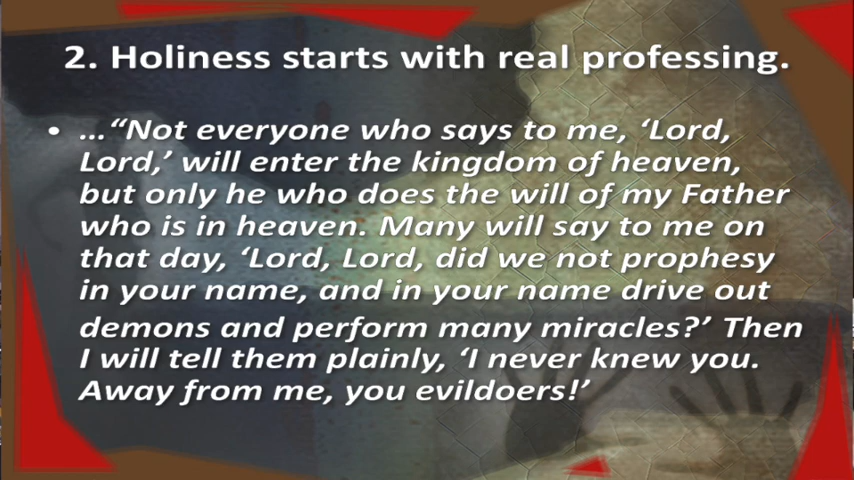 2. Holiness starts with real professing.
• …“Not everyone who says to me, ‘Lord,
Lord,’ will enter the kingdom of heaven,
but only he who does the will of my Father
who is in heaven. Many will say to me on
that day, ‘Lord, Lord, did we not prophesy
in your name, and in your name drive out
demons and perform many miracles?’ Then
I will tell them plainly, ‘I never knew you.
Away from me, you evildoers!’